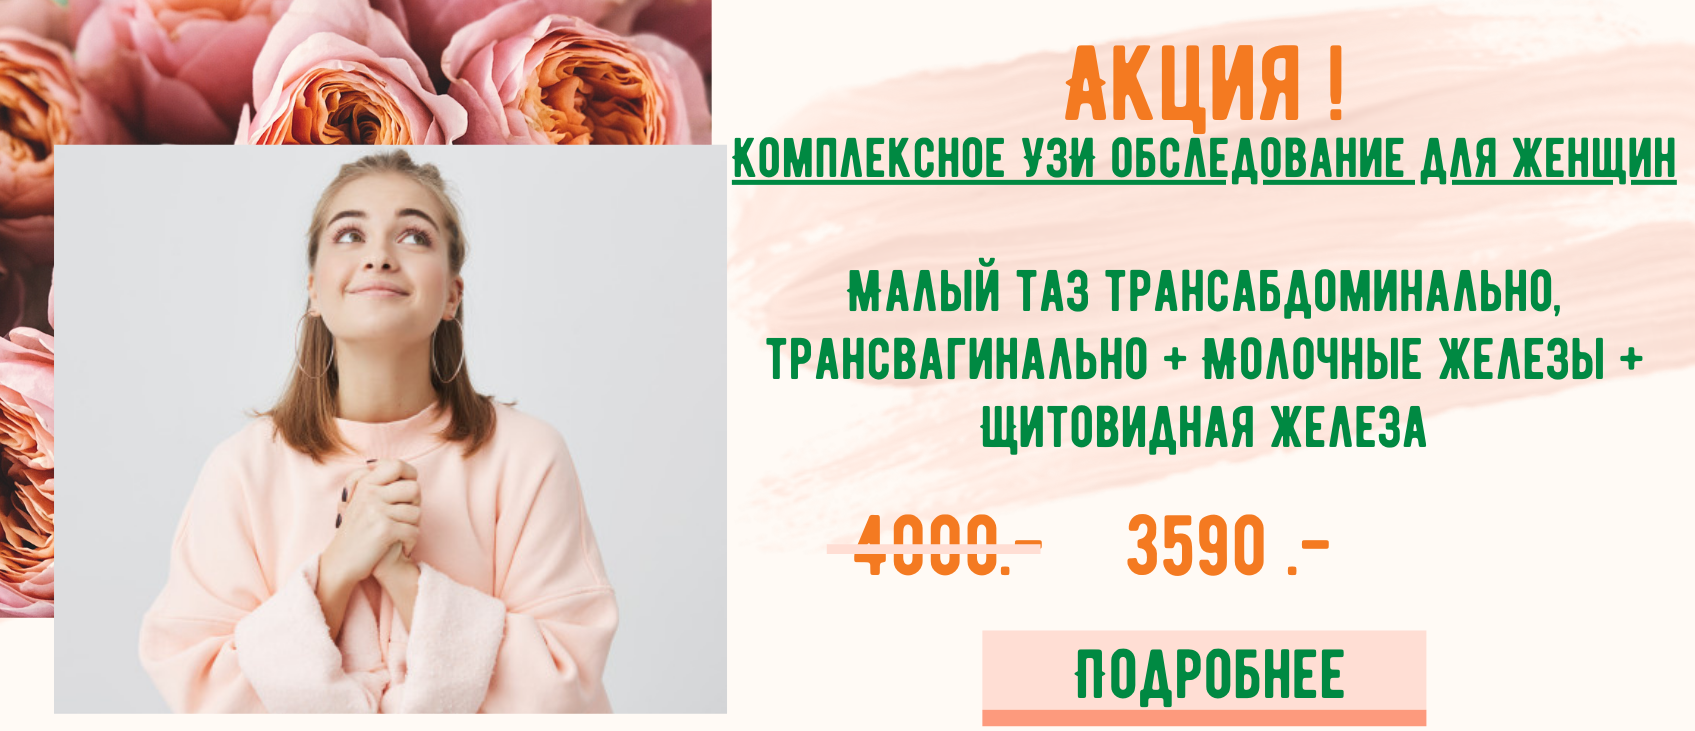 Акция !
комплексное УЗИ обследование для женщин
Малый таз трансабдоминально,
трансвагинально + Молочные железы +
Щитовидная железа
4000.- 3590 .-
Подробнее